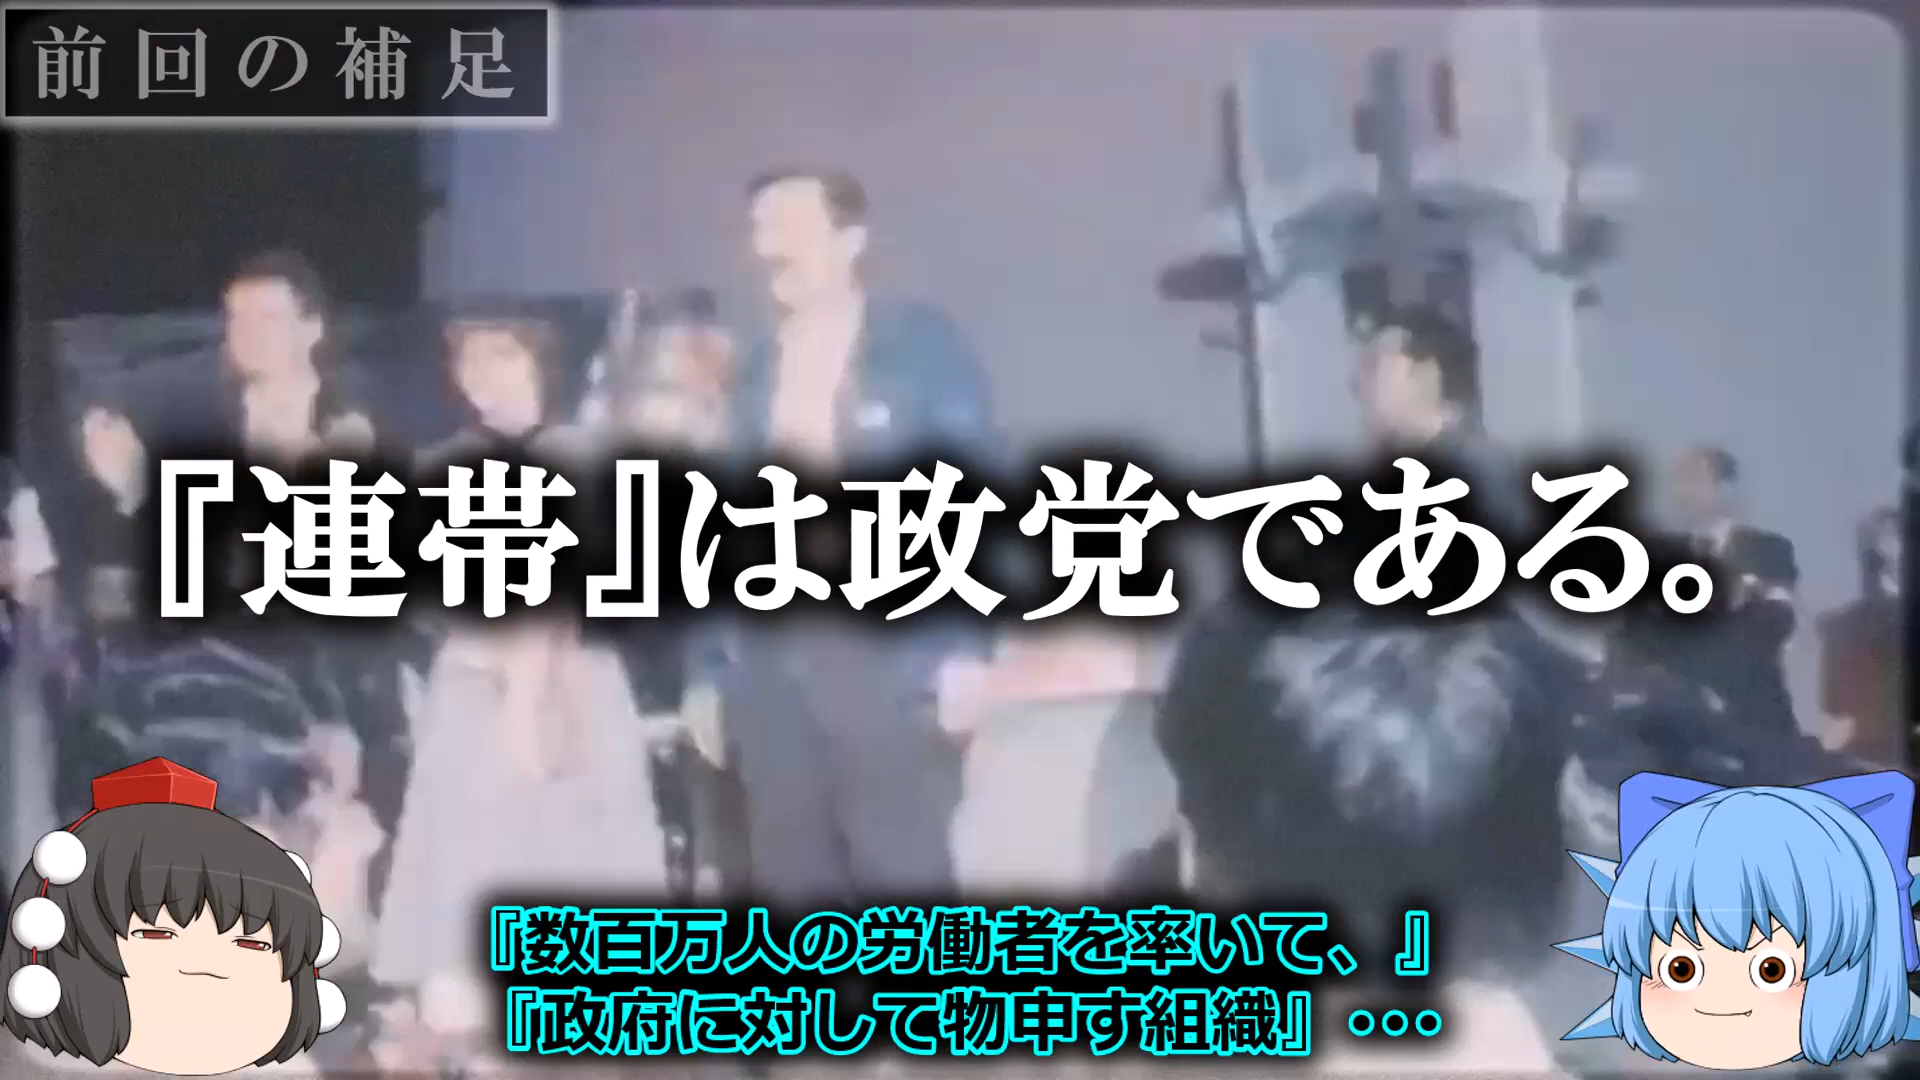 前回の補足
『連帯』は政党である。
『数百万人の労働者を率いて、』
『政府に対して物申す組織』…